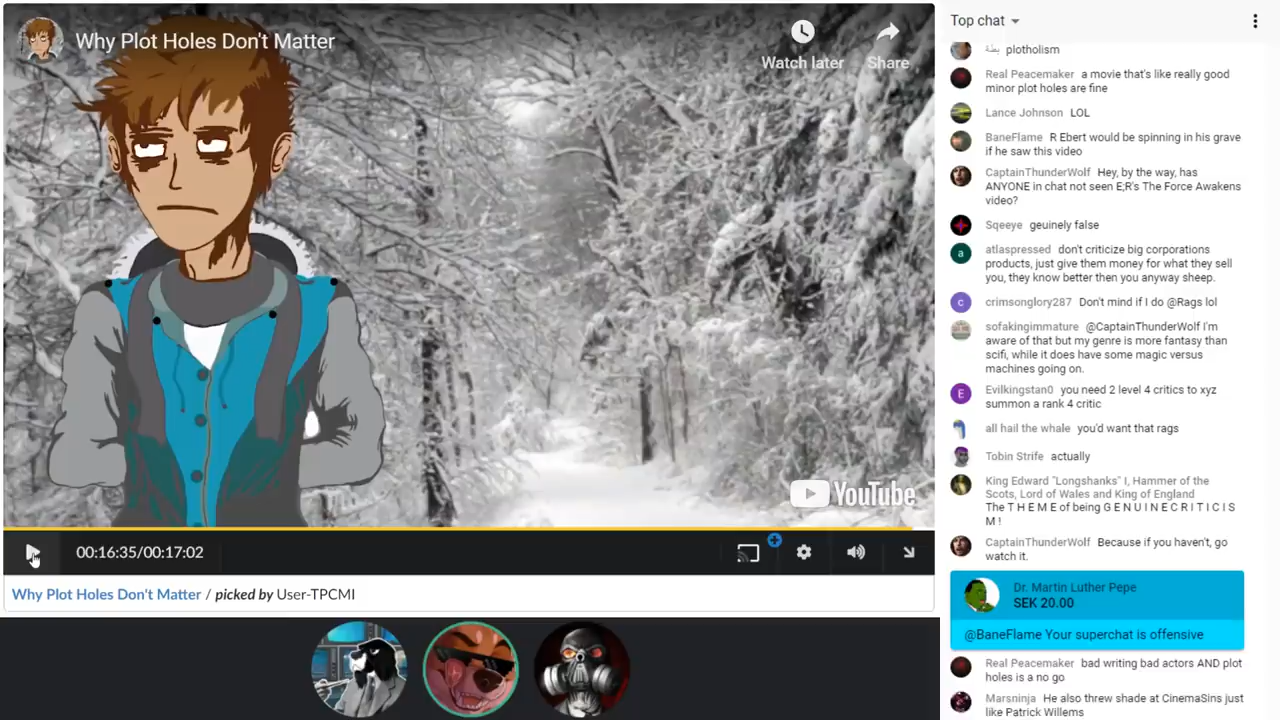 Why Plot Holes Don't Matter
Watch later
Share
YouTube
00:16:35/00:17:02
Why Plot Holes Don't Matter / picked by User-TPCMI
Top chat
بطة plotholism
Real Peacemaker a movie that's like really good
minor plot holes are fine
Lance Johnson LOL
BaneFlame R Ebert would be spinning in his grave
if he saw this video
CaptainThunderWolf Hey, by the way, has
ANYONE in chat not seen E;R's The Force Awakens
video?
Sqeeye geuinely false
a
atlaspressed don't criticize big corporations
products, just give them money for what they sell
you, they know better then you anyway sheep.
c
crimsonglory287 Don't mind if I do @Rags lol
sofakingimmature @CaptainThunderWolf I'm
aware of that but my genre is more fantasy than
scifi, while it does have some magic versus
machines going on.
E
Evilkingstan0 you need 2 level 4 critics to xyz
summon a rank 4 critic
all hail the whale you'd want that rags
Tobin Strife actually
King Edward "Longshanks" I, Hammer of the
Scots, Lord of Wales and King of England
The T H E M E of being G E N U I N E C R I T I C I S
M !
CaptainThunderWolf Because if you haven't, go
watch it.
Dr. Martin Luther Pepe
SEK 20.00
@BaneFlame Your superchat is offensive
Real Peacemaker bad writing bad actors AND plot
holes is a no go
Marsninja He also threw shade at CinemaSins just
like Patrick Willems